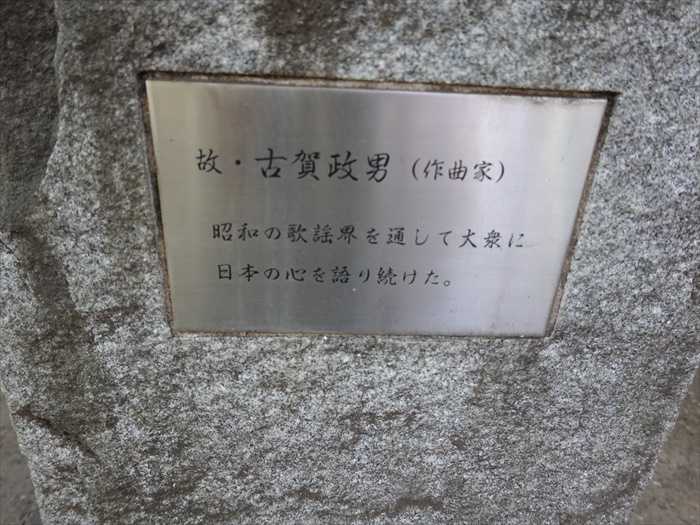 故・古賀政男（作曲家）
昭和の歌謡界を通して大衆に
日本の心を語り続けた。